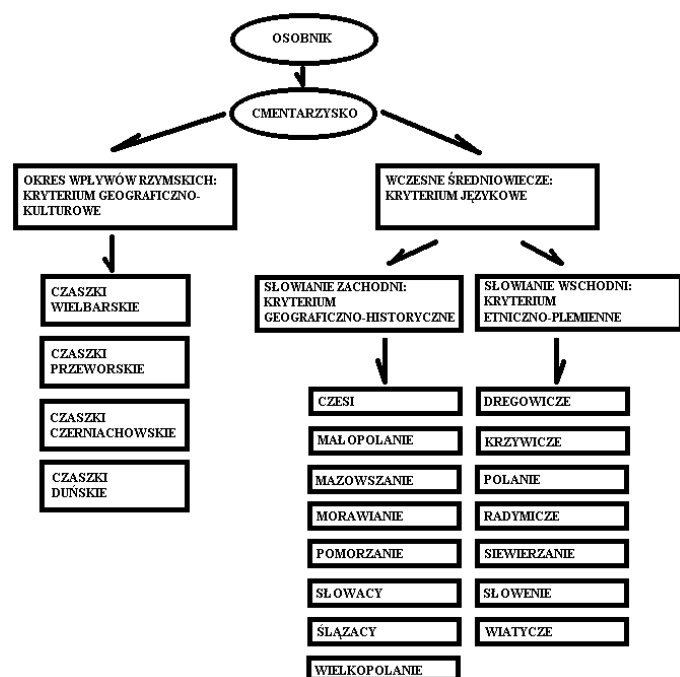 OSOBNIK
CMENTARZYSKO
OKRES WPŁYWÓW RZYMSKICH:
KRYTERIUM GEOGRAFICZNO-
KULTUROWE
WCZESNE ŚREDNIOWIECZE:
KRYTERIUM JĘZYKOWE
CZASZKI
WIELBARSKIE
CZASZKI
PRZEWORSKIE
CZASZKI
CZERNIACHOWSKIE
CZASZKI
DUŃSKIE
SŁOWIANIE ZACHODNI:
KRYTERIUM
GEOGRAFICZNO-HISTORYCZNE
SŁOWIANIE WSCHODNI:
KRYTERIUM
ETNICZNO-PLEMIENNE
CZESI
MAŁOPOLANIE
MAZOWSZANIE
MORAWIANIE
POMORZANIE
SŁOWACY
ŚLĄZACY
WIELKOPOLANIE
DREGOWICZE
KRZYWICZE
POLANIE
RADYMICZE
SIEWIERZANIE
SŁOWENIE
WIATYCZE